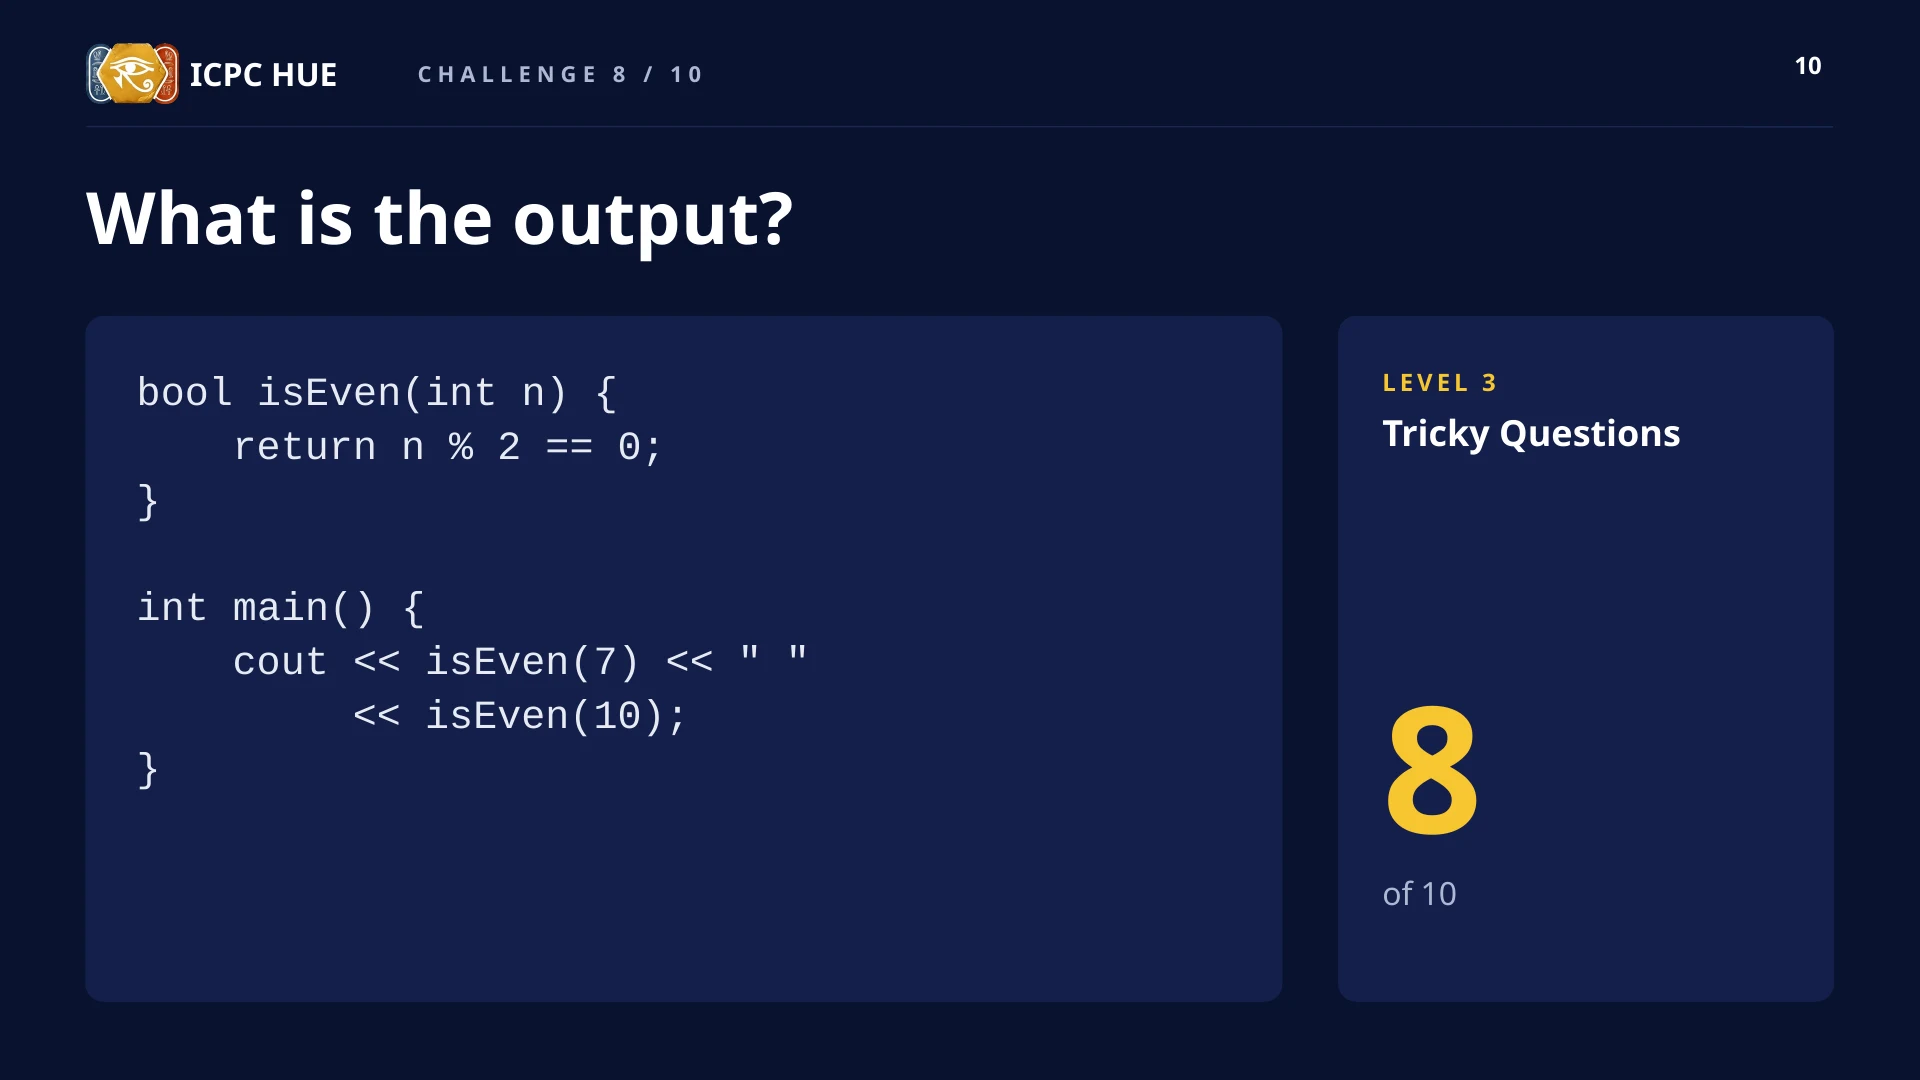 ICPC HUE
CHALLENGE 8 / 10
10
What is the output?
bool isEven(int n) {
    return n % 2 == 0;
}

int main() {
    cout << isEven(7) << " "
         << isEven(10);
}
LEVEL 3
Tricky Questions
8
of 10